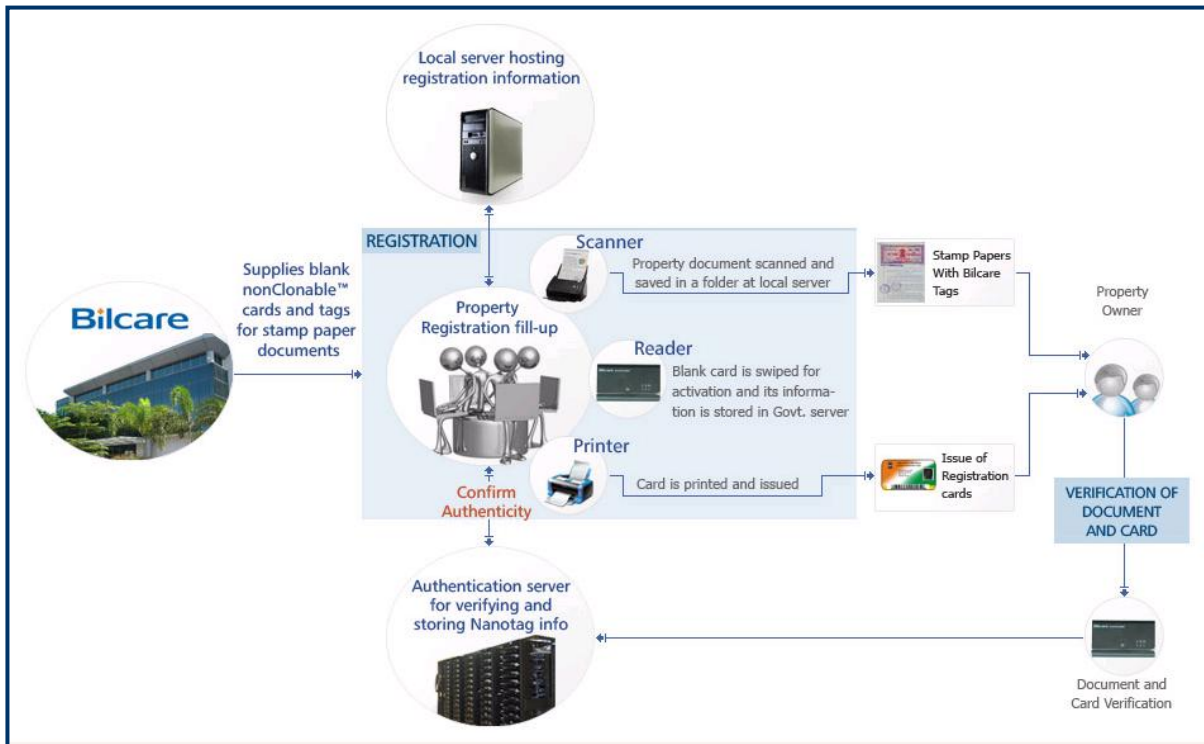 Local server hosting
registration information
REGISTRATION
Scanner
Property document scanned and
saved in a folder at local server
Stamp Papers
With Bilcare
Tags
Supplies blank
nonClonable™
cards and tags
for stamp paper
documents
Bilcare
Property
Registration fill-up
Property
Owner
Reader
Blank card is swiped for
activation and its informa-
tion is stored in Govt. server
Printer
Card is printed and issued
Issue of
Registration
cards
Confirm
Authenticity
VERIFICATION OF
DOCUMENT
AND CARD
Authentication server
for verifying and
storing Nanotag info
Document and
Card Verification